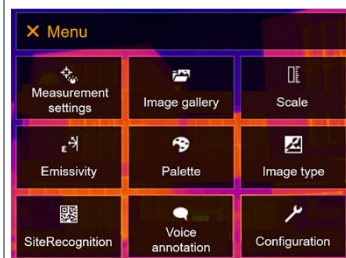 × Menu
Measurement
settings
Image gallery
Scale
ε
Emissivity
Palette
Image type
SiteRecognition
Voice
annotation
Configuration